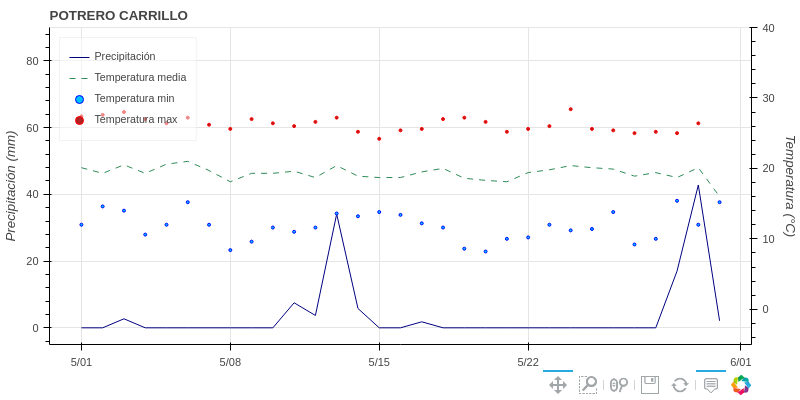 POTRERO CARRILLO
Precipitación
Temperatura media
Temperatura min
Temperatura max
Precipitación (mm)
80
60
40
20
0
Temperatura (°C)
40
30
20
10
0
5/01
5/08
5/15
5/22
6/01